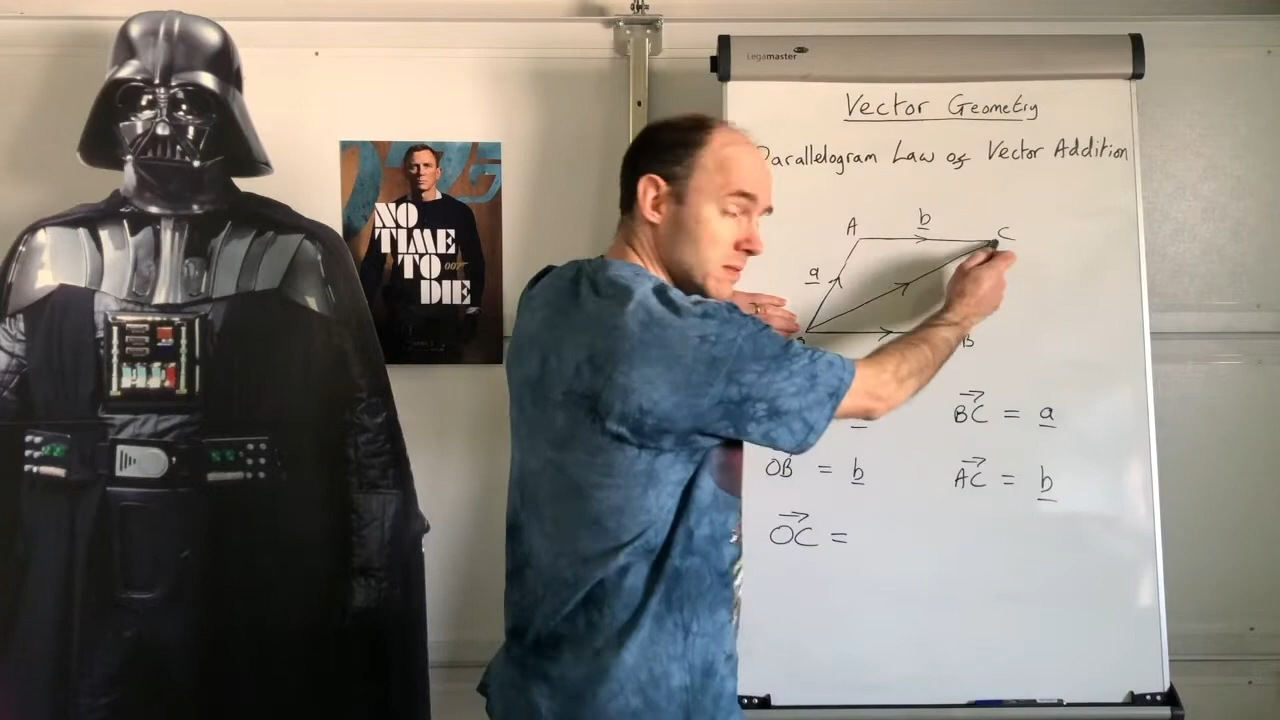 Legamaster
Vector Geometry
Parallelogram Law of Vector Addition
A b C
a
B
BC = a
OB = b
AC = b
OC =
NO
TIME
TO 007
DIE